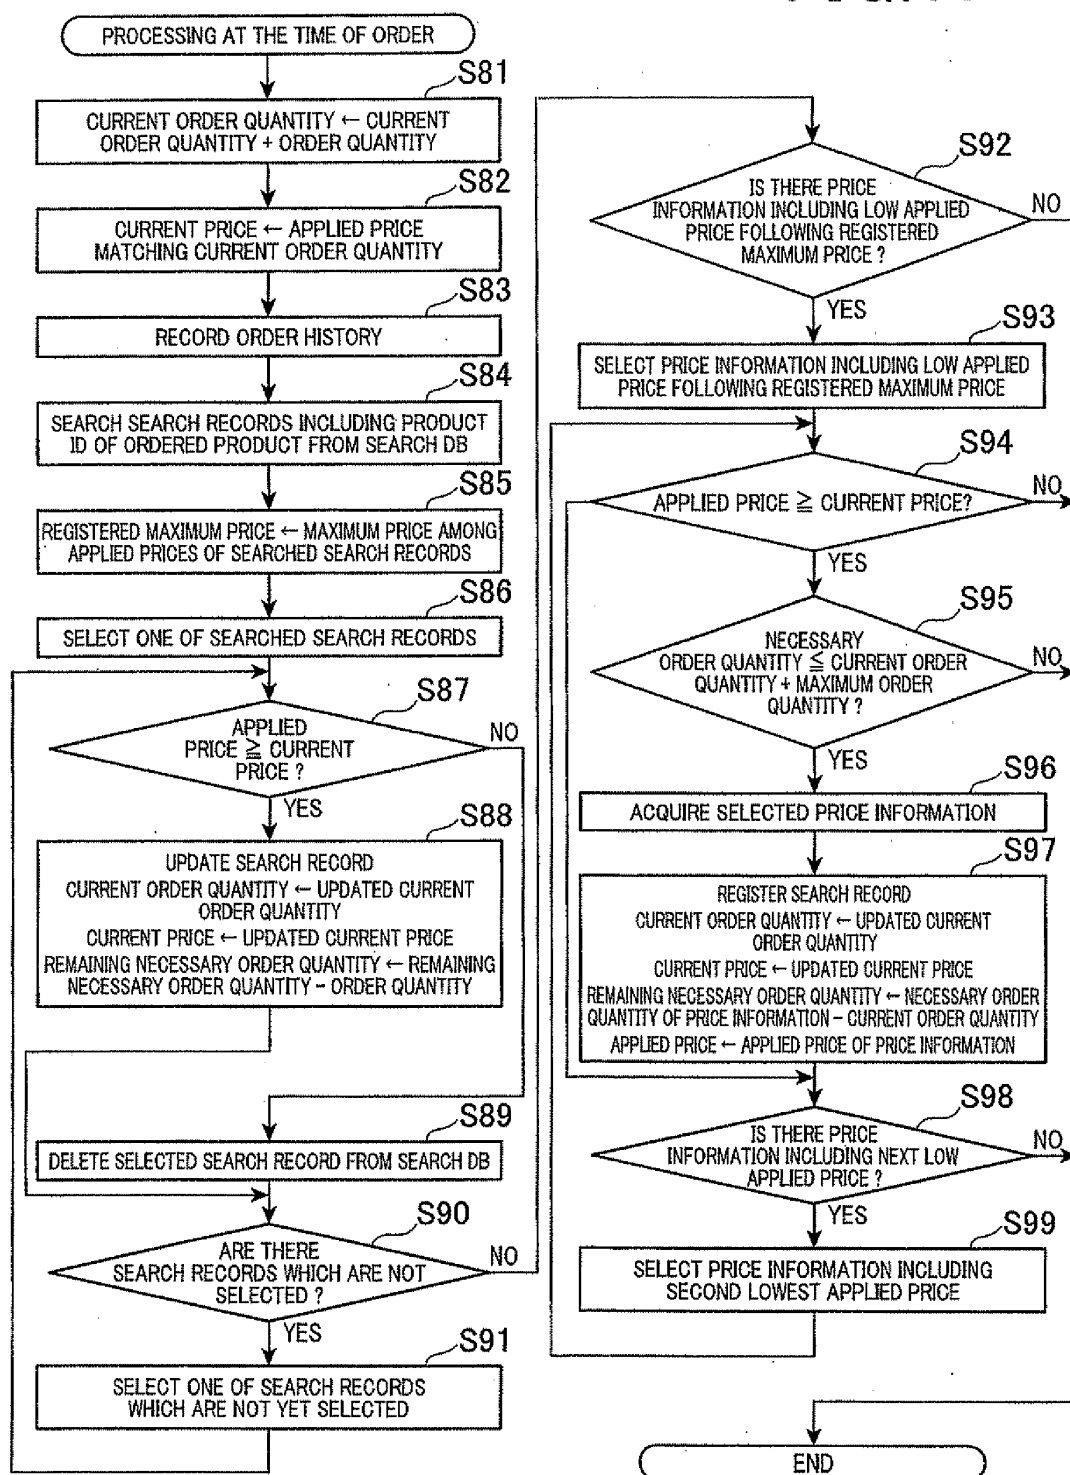 PROCESSING AT THE TIME OF ORDER
S81
CURRENT ORDER QUANTITY ← CURRENT
ORDER QUANTITY + ORDER QUANTITY
S82
CURRENT PRICE ← APPLIED PRICE
MATCHING CURRENT ORDER QUANTITY
S83
RECORD ORDER HISTORY
S84
SEARCH SEARCH RECORDS INCLUDING PRODUCT
ID OF ORDERED PRODUCT FROM SEARCH DB
S85
REGISTERED MAXIMUM PRICE ← MAXIMUM PRICE AMONG
APPLIED PRICES OF SEARCHED SEARCH RECORDS
S86
SELECT ONE OF SEARCHED SEARCH RECORDS
S87
APPLIED
PRICE ≧ CURRENT
PRICE ?
NO
YES
S88
UPDATE SEARCH RECORD
CURRENT ORDER QUANTITY ← UPDATED CURRENT
ORDER QUANTITY
CURRENT PRICE ← UPDATED CURRENT PRICE
REMAINING NECESSARY ORDER QUANTITY ← REMAINING
NECESSARY ORDER QUANTITY − ORDER QUANTITY
S89
DELETE SELECTED SEARCH RECORD FROM SEARCH DB
S90
ARE THERE
SEARCH RECORDS WHICH ARE NOT
SELECTED ?
NO
YES
S91
SELECT ONE OF SEARCH RECORDS
WHICH ARE NOT YET SELECTED
S92
IS THERE PRICE
INFORMATION INCLUDING LOW APPLIED
PRICE FOLLOWING REGISTERED
MAXIMUM PRICE ?
NO
YES
S93
SELECT PRICE INFORMATION INCLUDING LOW APPLIED
PRICE FOLLOWING REGISTERED MAXIMUM PRICE
S94
APPLIED PRICE ≧ CURRENT PRICE?
NO
YES
S95
NECESSARY
ORDER QUANTITY ≦ CURRENT ORDER
QUANTITY + MAXIMUM ORDER
QUANTITY ?
NO
YES
S96
ACQUIRE SELECTED PRICE INFORMATION
S97
REGISTER SEARCH RECORD
CURRENT ORDER QUANTITY ← UPDATED CURRENT
ORDER QUANTITY
CURRENT PRICE ← UPDATED CURRENT PRICE
REMAINING NECESSARY ORDER QUANTITY ← NECESSARY ORDER
QUANTITY OF PRICE INFORMATION − CURRENT ORDER QUANTITY
APPLIED PRICE ← APPLIED PRICE OF PRICE INFORMATION
S98
IS THERE PRICE
INFORMATION INCLUDING NEXT LOW
APPLIED PRICE ?
NO
YES
S99
SELECT PRICE INFORMATION INCLUDING
SECOND LOWEST APPLIED PRICE
END